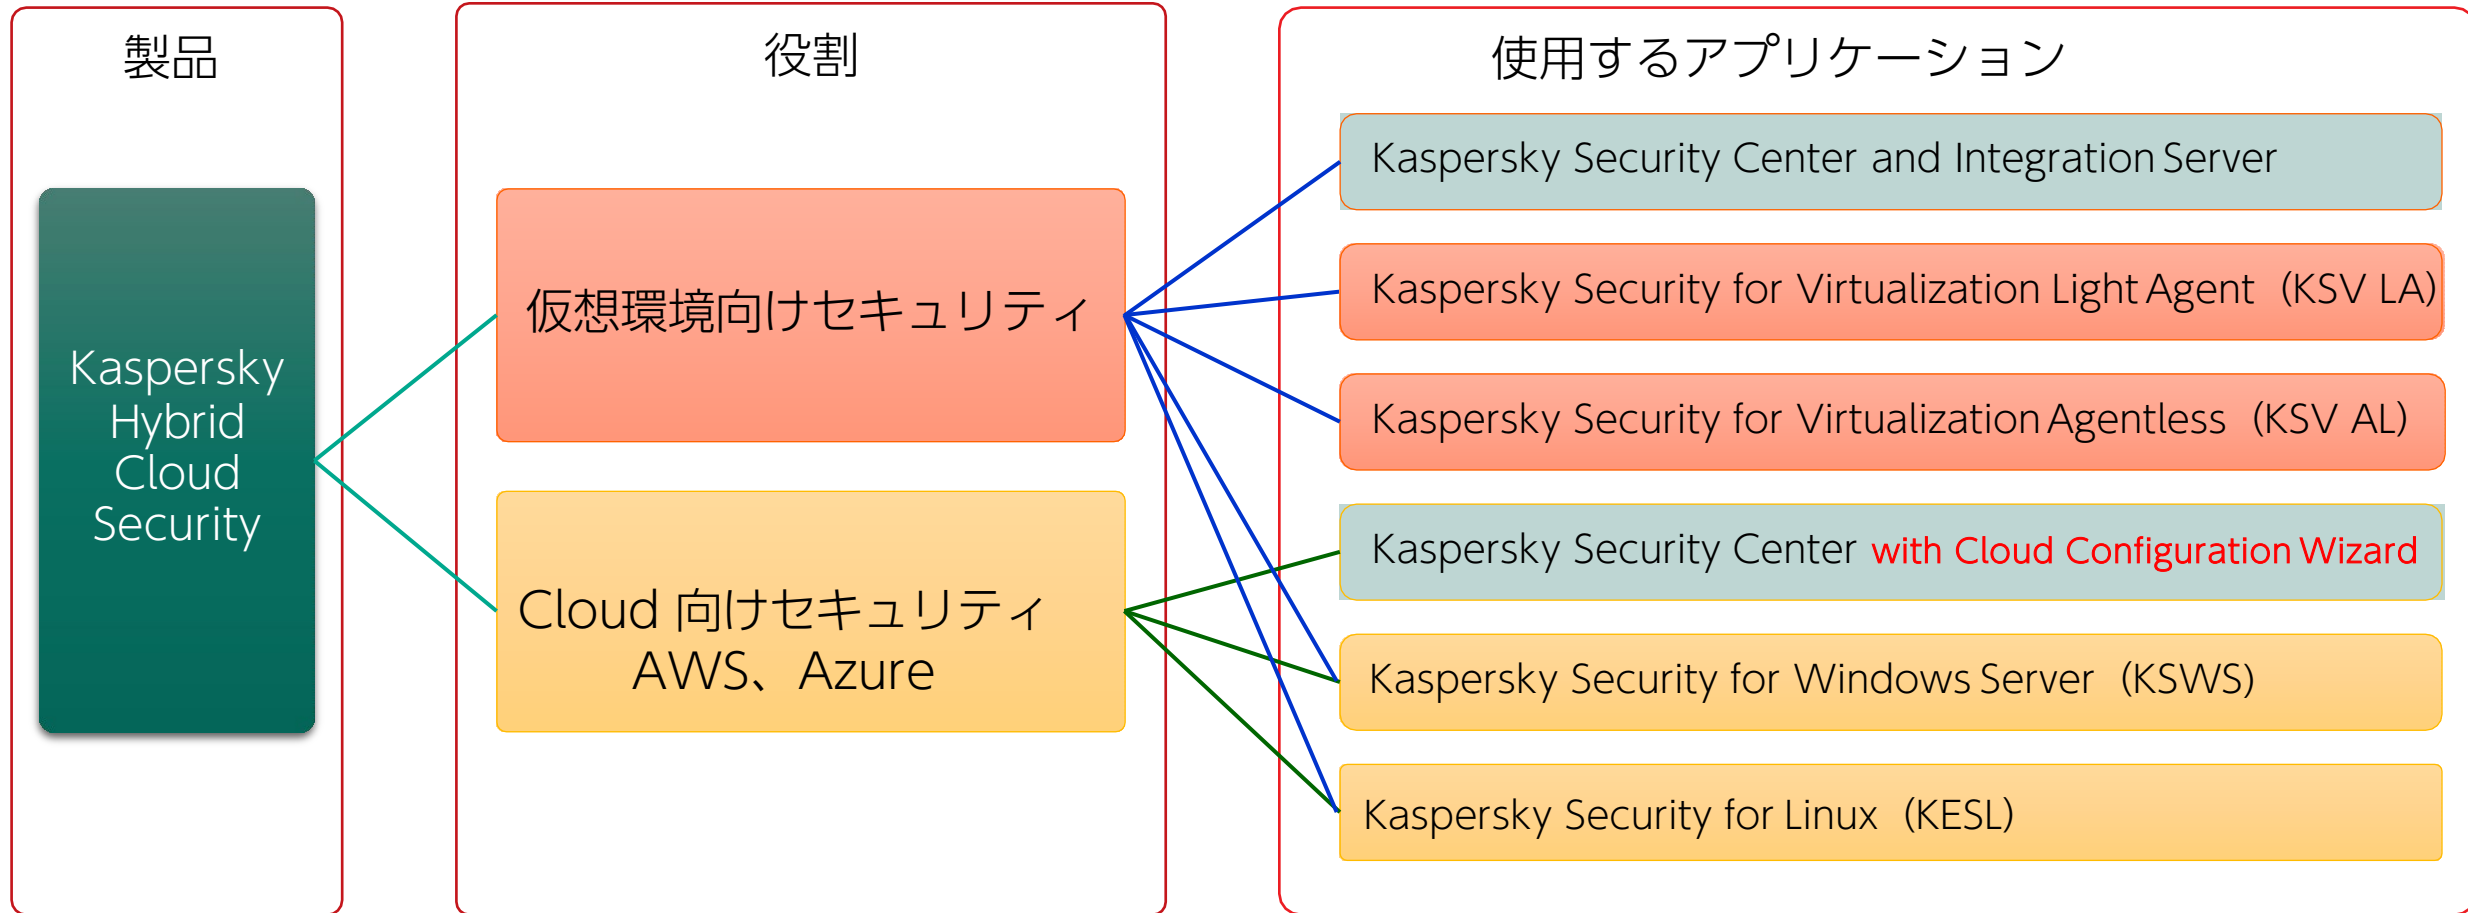 製品
Kaspersky
Hybrid
Cloud
Security
役割
仮想環境向けセキュリティ
Cloud 向けセキュリティ
AWS、Azure
使用するアプリケーション
Kaspersky Security Center and Integration Server
Kaspersky Security for Virtualization Light Agent（KSV LA）
Kaspersky Security for Virtualization Agentless（KSV AL）
Kaspersky Security Center with Cloud Configuration Wizard
Kaspersky Security for Windows Server（KSWS）
Kaspersky Security for Linux（KESL）